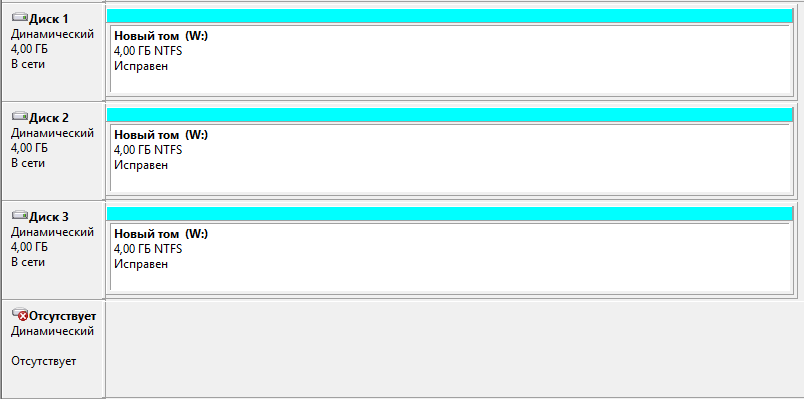 Диск 1
Динамический
4,00 ГБ
В сети
Новый том (W:)
4,00 ГБ NTFS
Исправен
Диск 2
Динамический
4,00 ГБ
В сети
Новый том (W:)
4,00 ГБ NTFS
Исправен
Диск 3
Динамический
4,00 ГБ
В сети
Новый том (W:)
4,00 ГБ NTFS
Исправен
Отсутствует
Динамический
Отсутствует